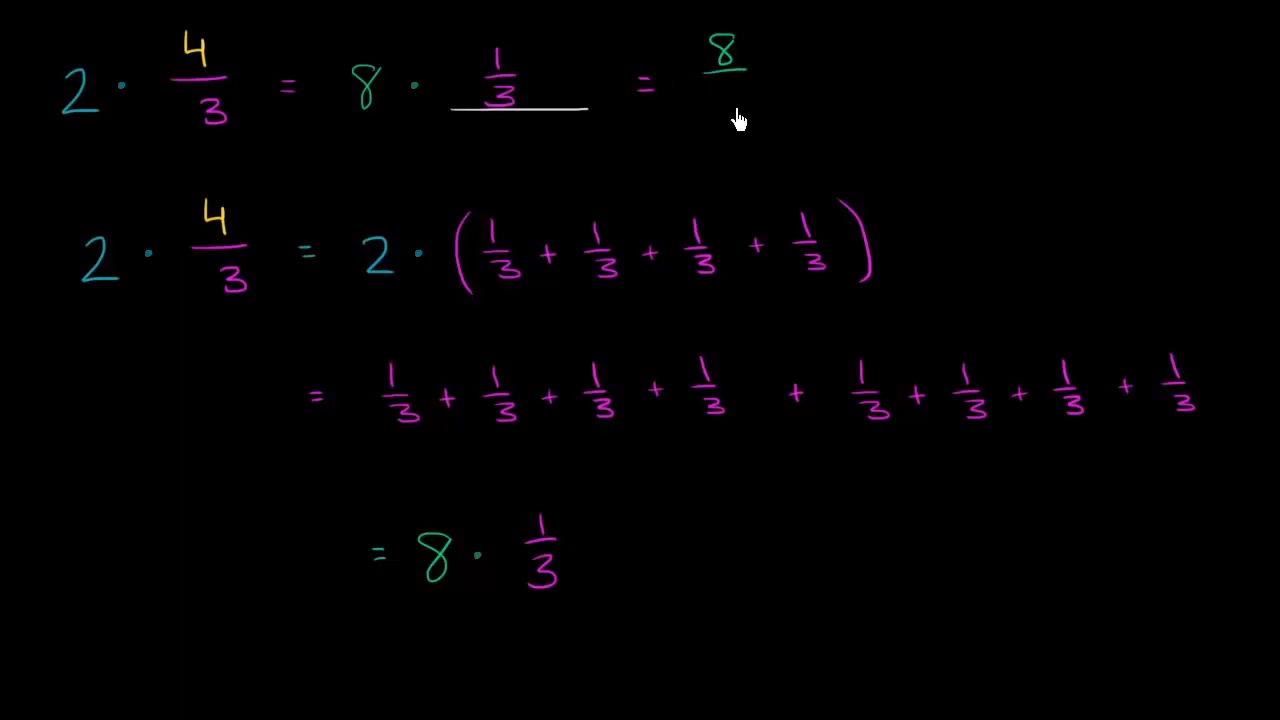 2 · 4/3 = 8 · 1/3 = 8/
2 · 4/3 = 2 · (1/3 + 1/3 + 1/3 + 1/3)
= 1/3 + 1/3 + 1/3 + 1/3 + 1/3 + 1/3 + 1/3 + 1/3
= 8 · 1/3